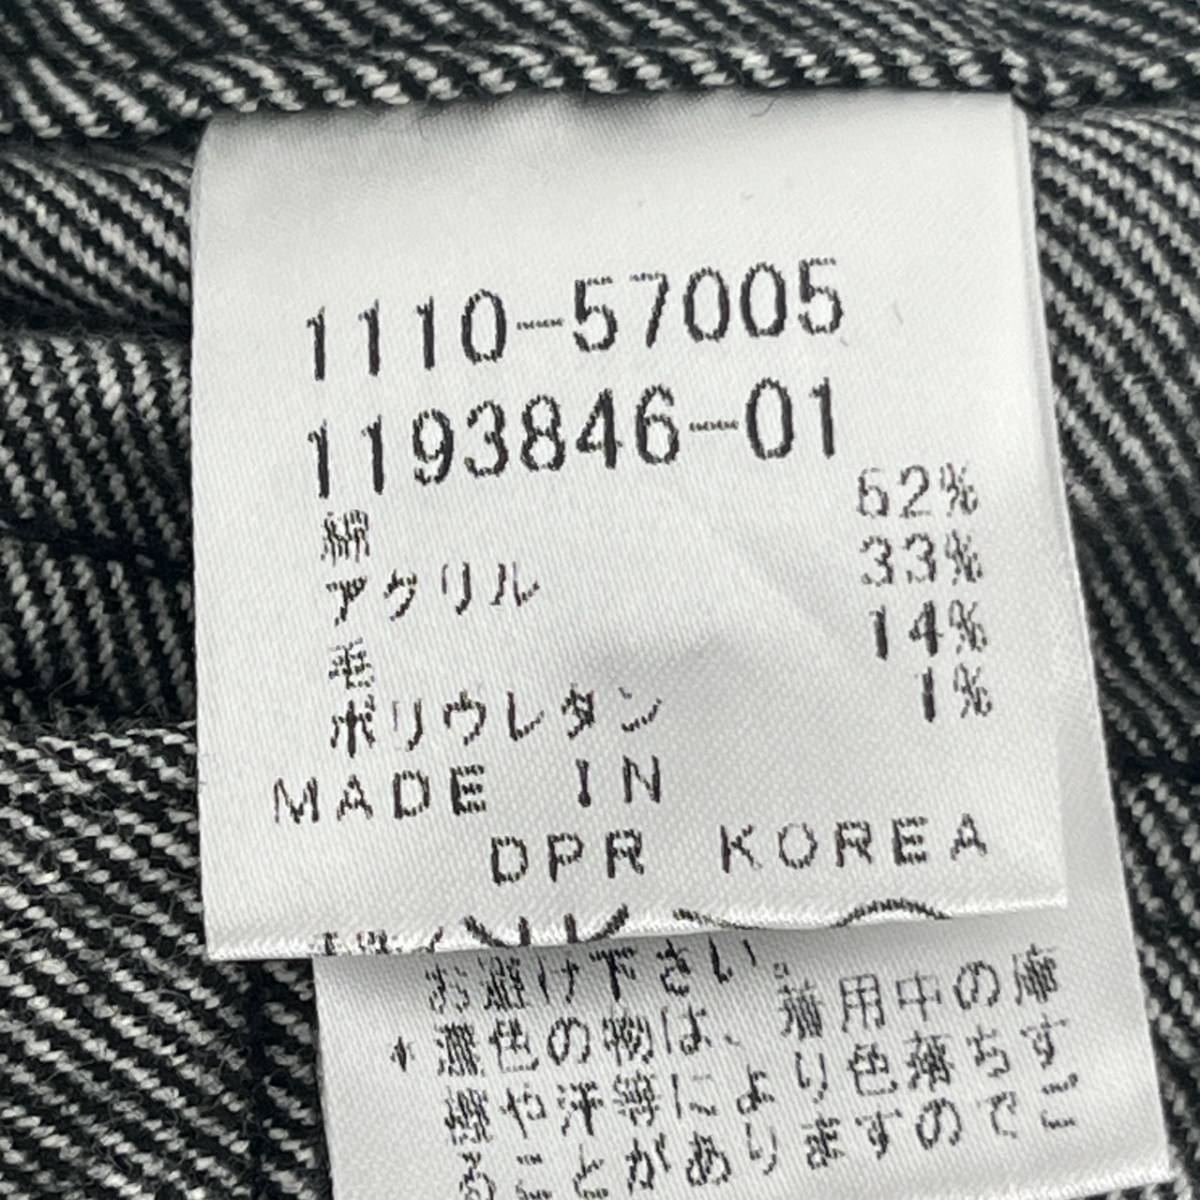 1110-57005
1193846-01
綿 52%
アクリル 33%
毛 14%
ポリウレタン 1%
MADE IN
DPR KOREA
お避け下さい。
* 濃色の物は、着用中の摩
擦や汗等により色落ちす
ることがありますのでご